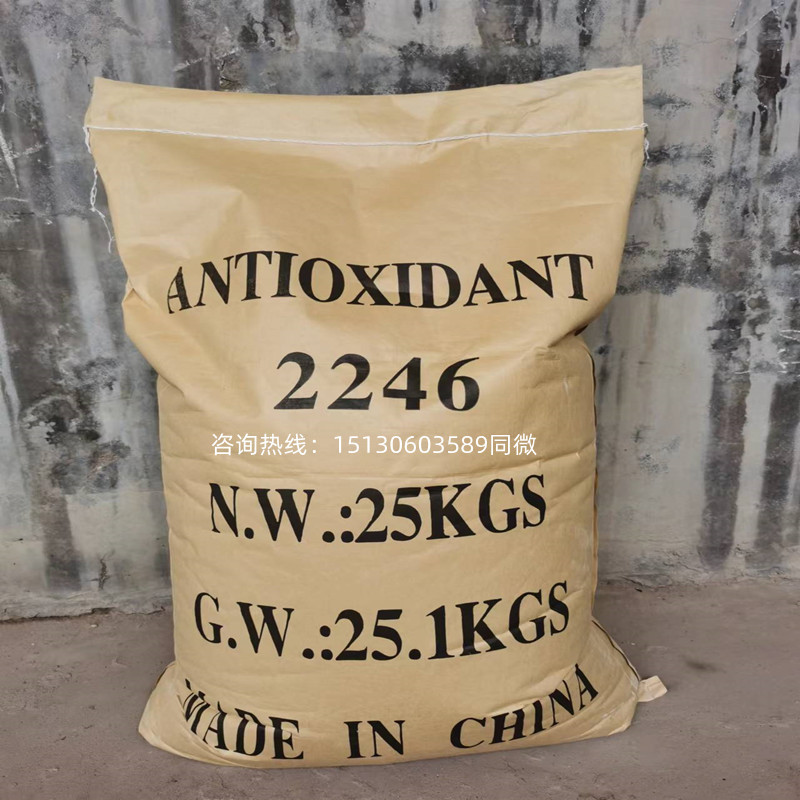 ANTIOXIDANT
2246
咨询热线：15130603589同微
N.W.:25KGS
G.W.:25.1KGS
MADE IN CHINA